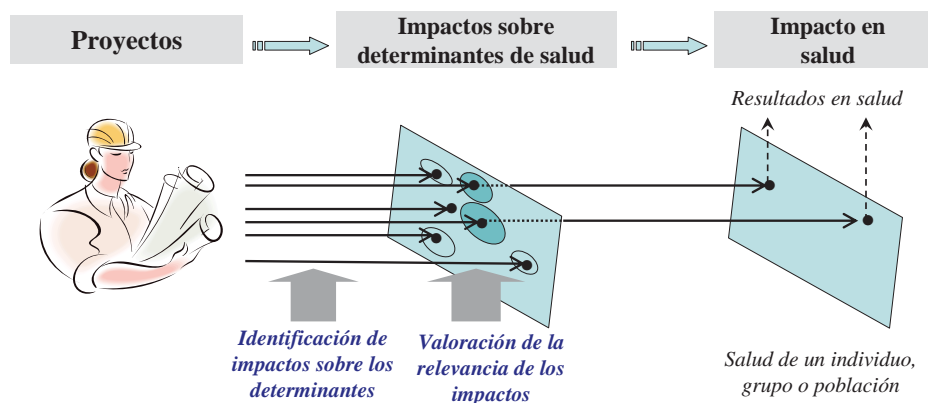 Proyectos
Impactos sobre
determinantes de salud
Impacto en
salud
Resultados en salud
Identificación de
impactos sobre los
determinantes
Valoración de la
relevancia de los
impactos
Salud de un individuo,
grupo o población